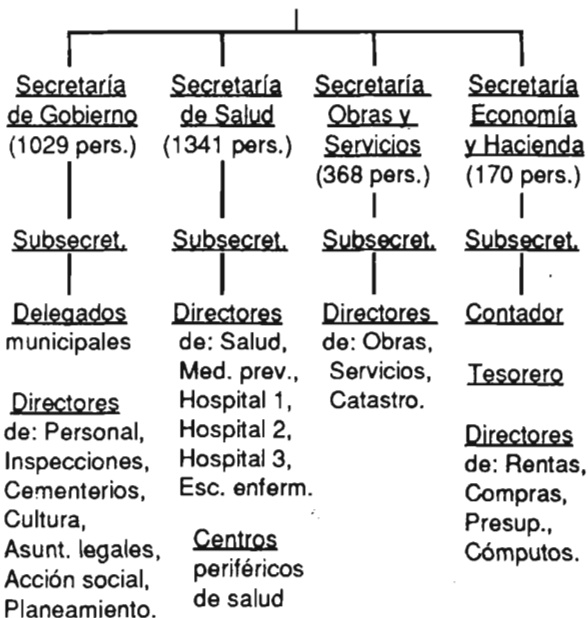 Secretaría
de Gobierno
(1029 pers.)
Subsecret.
Delegados
municipales
Directores
de: Personal,
Inspecciones,
Cementerios,
Cultura,
Asunt. legales,
Acción social,
Planeamiento.
Secretaría
de Salud
(1341 pers.)
Subsecret.
Directores
de: Salud,
Med. prev.,
Hospital 1,
Hospital 2,
Hospital 3,
Esc. enferm.
Centros
periféricos
de salud
Secretaría
Obras y
Servicios
(368 pers.)
Subsecret.
Directores
de: Obras,
Servicios,
Catastro.
Secretaría
Economía
y Hacienda
(170 pers.)
Subsecret.
Contador
Tesorero
Directores
de: Rentas,
Compras,
Presup.,
Cómputos.